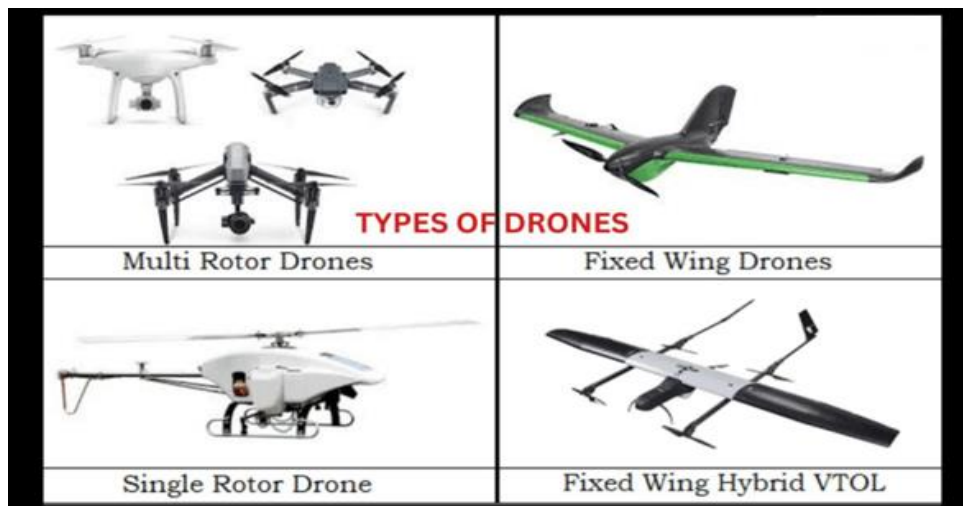 TYPES OF DRONES
Multi Rotor Drones
Fixed Wing Drones
Single Rotor Drone
Fixed Wing Hybrid VTOL